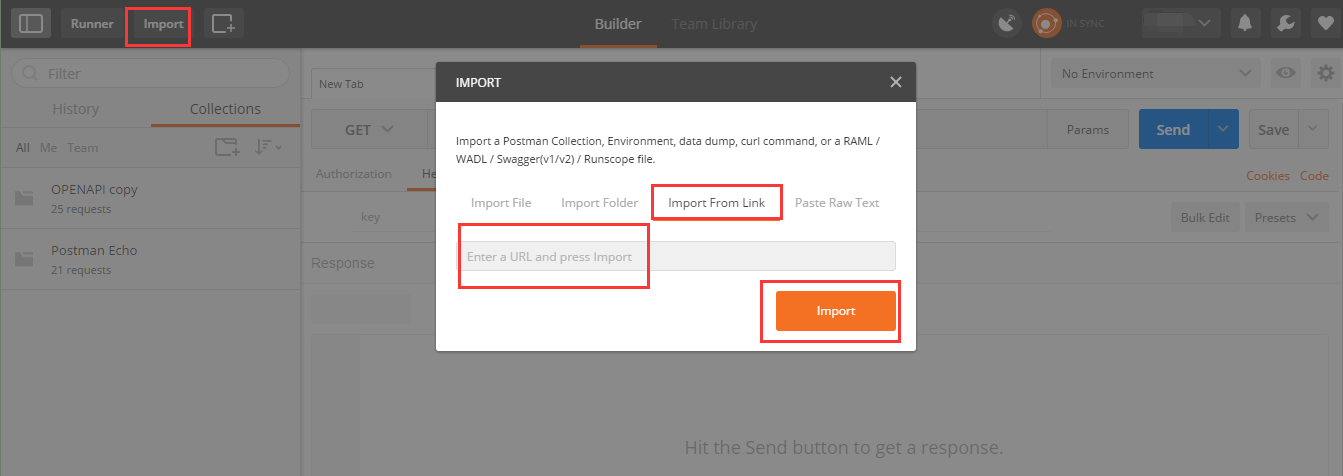 Runner
Import
Builder
Team Library
IN SYNC
Filter
History
Collections
All
Me
Team
OPENAPI copy
25 requests
Postman Echo
21 requests
New Tab
No Environment
GET
Params
Send
Save
Authorization
He
Cookies
Code
key
Bulk Edit
Presets
Response
IMPORT
Import a Postman Collection, Environment, data dump, curl command, or a RAML /
WADL / Swagger(v1/v2) / Runscope file.
Import File
Import Folder
Import From Link
Paste Raw Text
Enter a URL and press Import
Import
Hit the Send button to get a response.